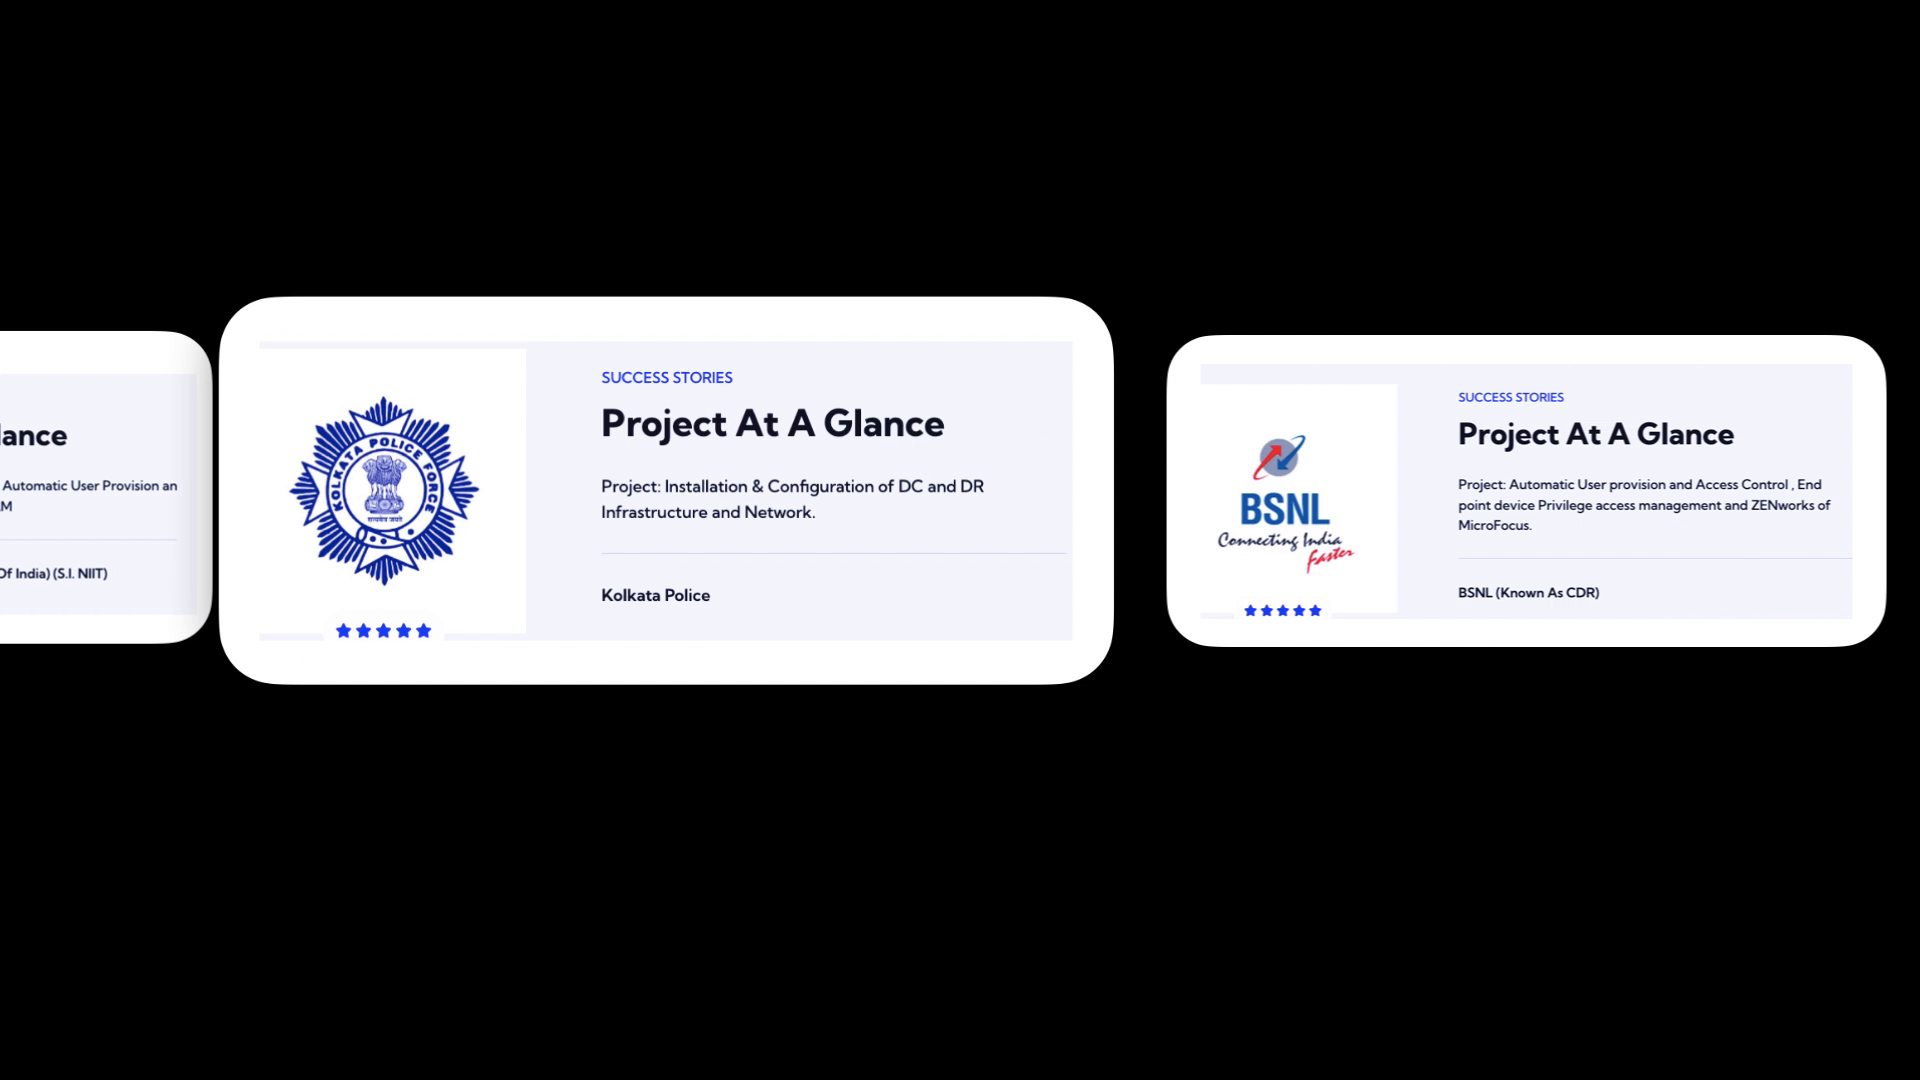 lance
Automatic User Provision an
M
Of India) (S.I. NIIT)
KOLKATA POLICE FORCE
सत्यमेव जयते
SUCCESS STORIES
Project At A Glance
Project: Installation & Configuration of DC and DR
Infrastructure and Network.
Kolkata Police
BSNL
Connecting India
Faster
SUCCESS STORIES
Project At A Glance
Project: Automatic User provision and Access Control , End
point device Privilege access management and ZENworks of
MicroFocus.
BSNL (Known As CDR)